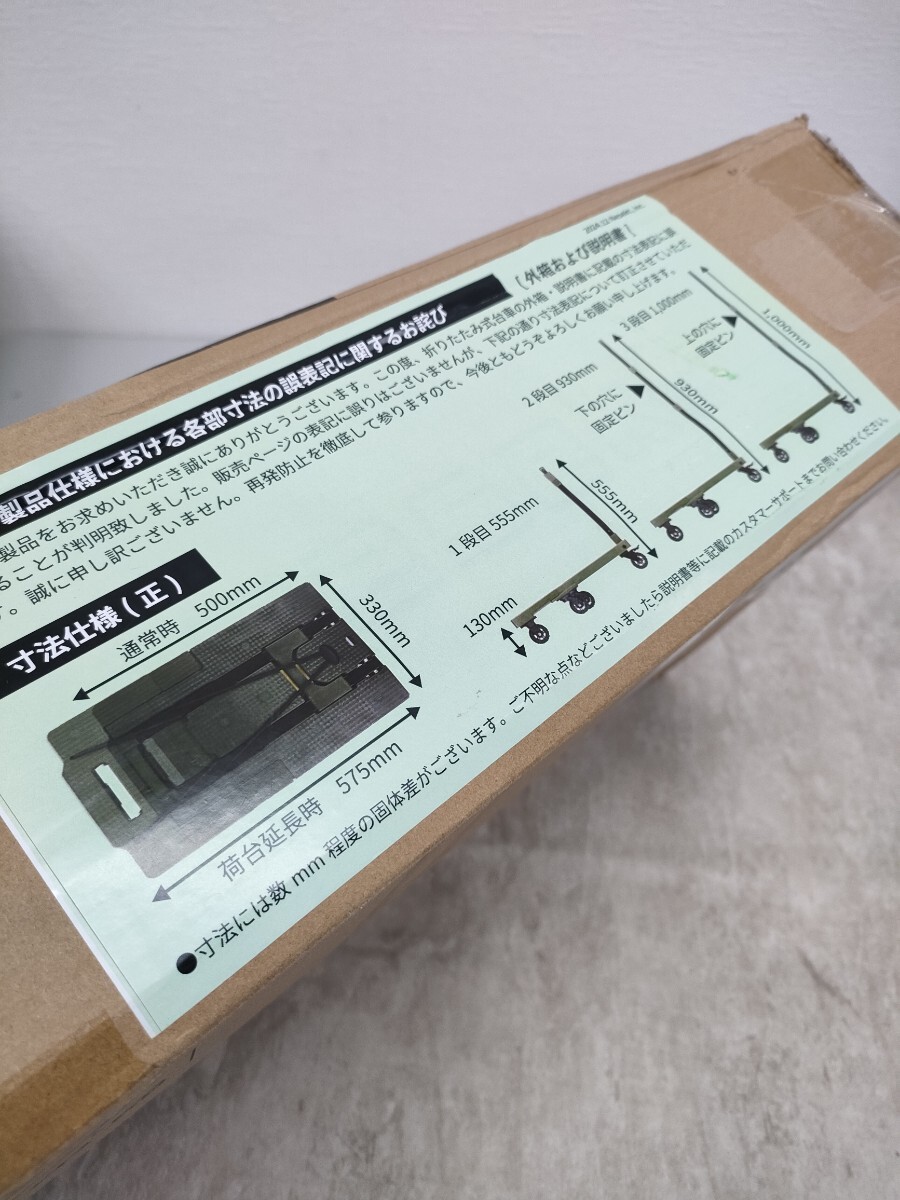 製品仕様における各部寸法の誤表記に関するお詫び
(外箱および説明書)
製品をお求めいただき誠にありがとうございます。この度、折りたたみ式台車の外箱・説明書に記載の寸法表記に誤
ることが判明致しました。販売ページの表記に誤りはございませんが、下記の通り寸法表記について訂正させていただ
す。誠に申し訳ございません。再発防止を徹底して参りますので、今後ともどうぞよろしくお願い申し上げます。
寸法仕様(正)
通常時 500mm
330mm
荷台延長時 575mm
130mm
1段目 555mm
555mm
2段目 930mm
下の穴に
固定ピン
930mm
3段目 1,000mm
上の穴に
固定ピン
1,000mm
●寸法には数mm程度の固体差がございます。ご不明な点などございましたら説明書等に記載のカスタマーサポートまでお問い合わせください。